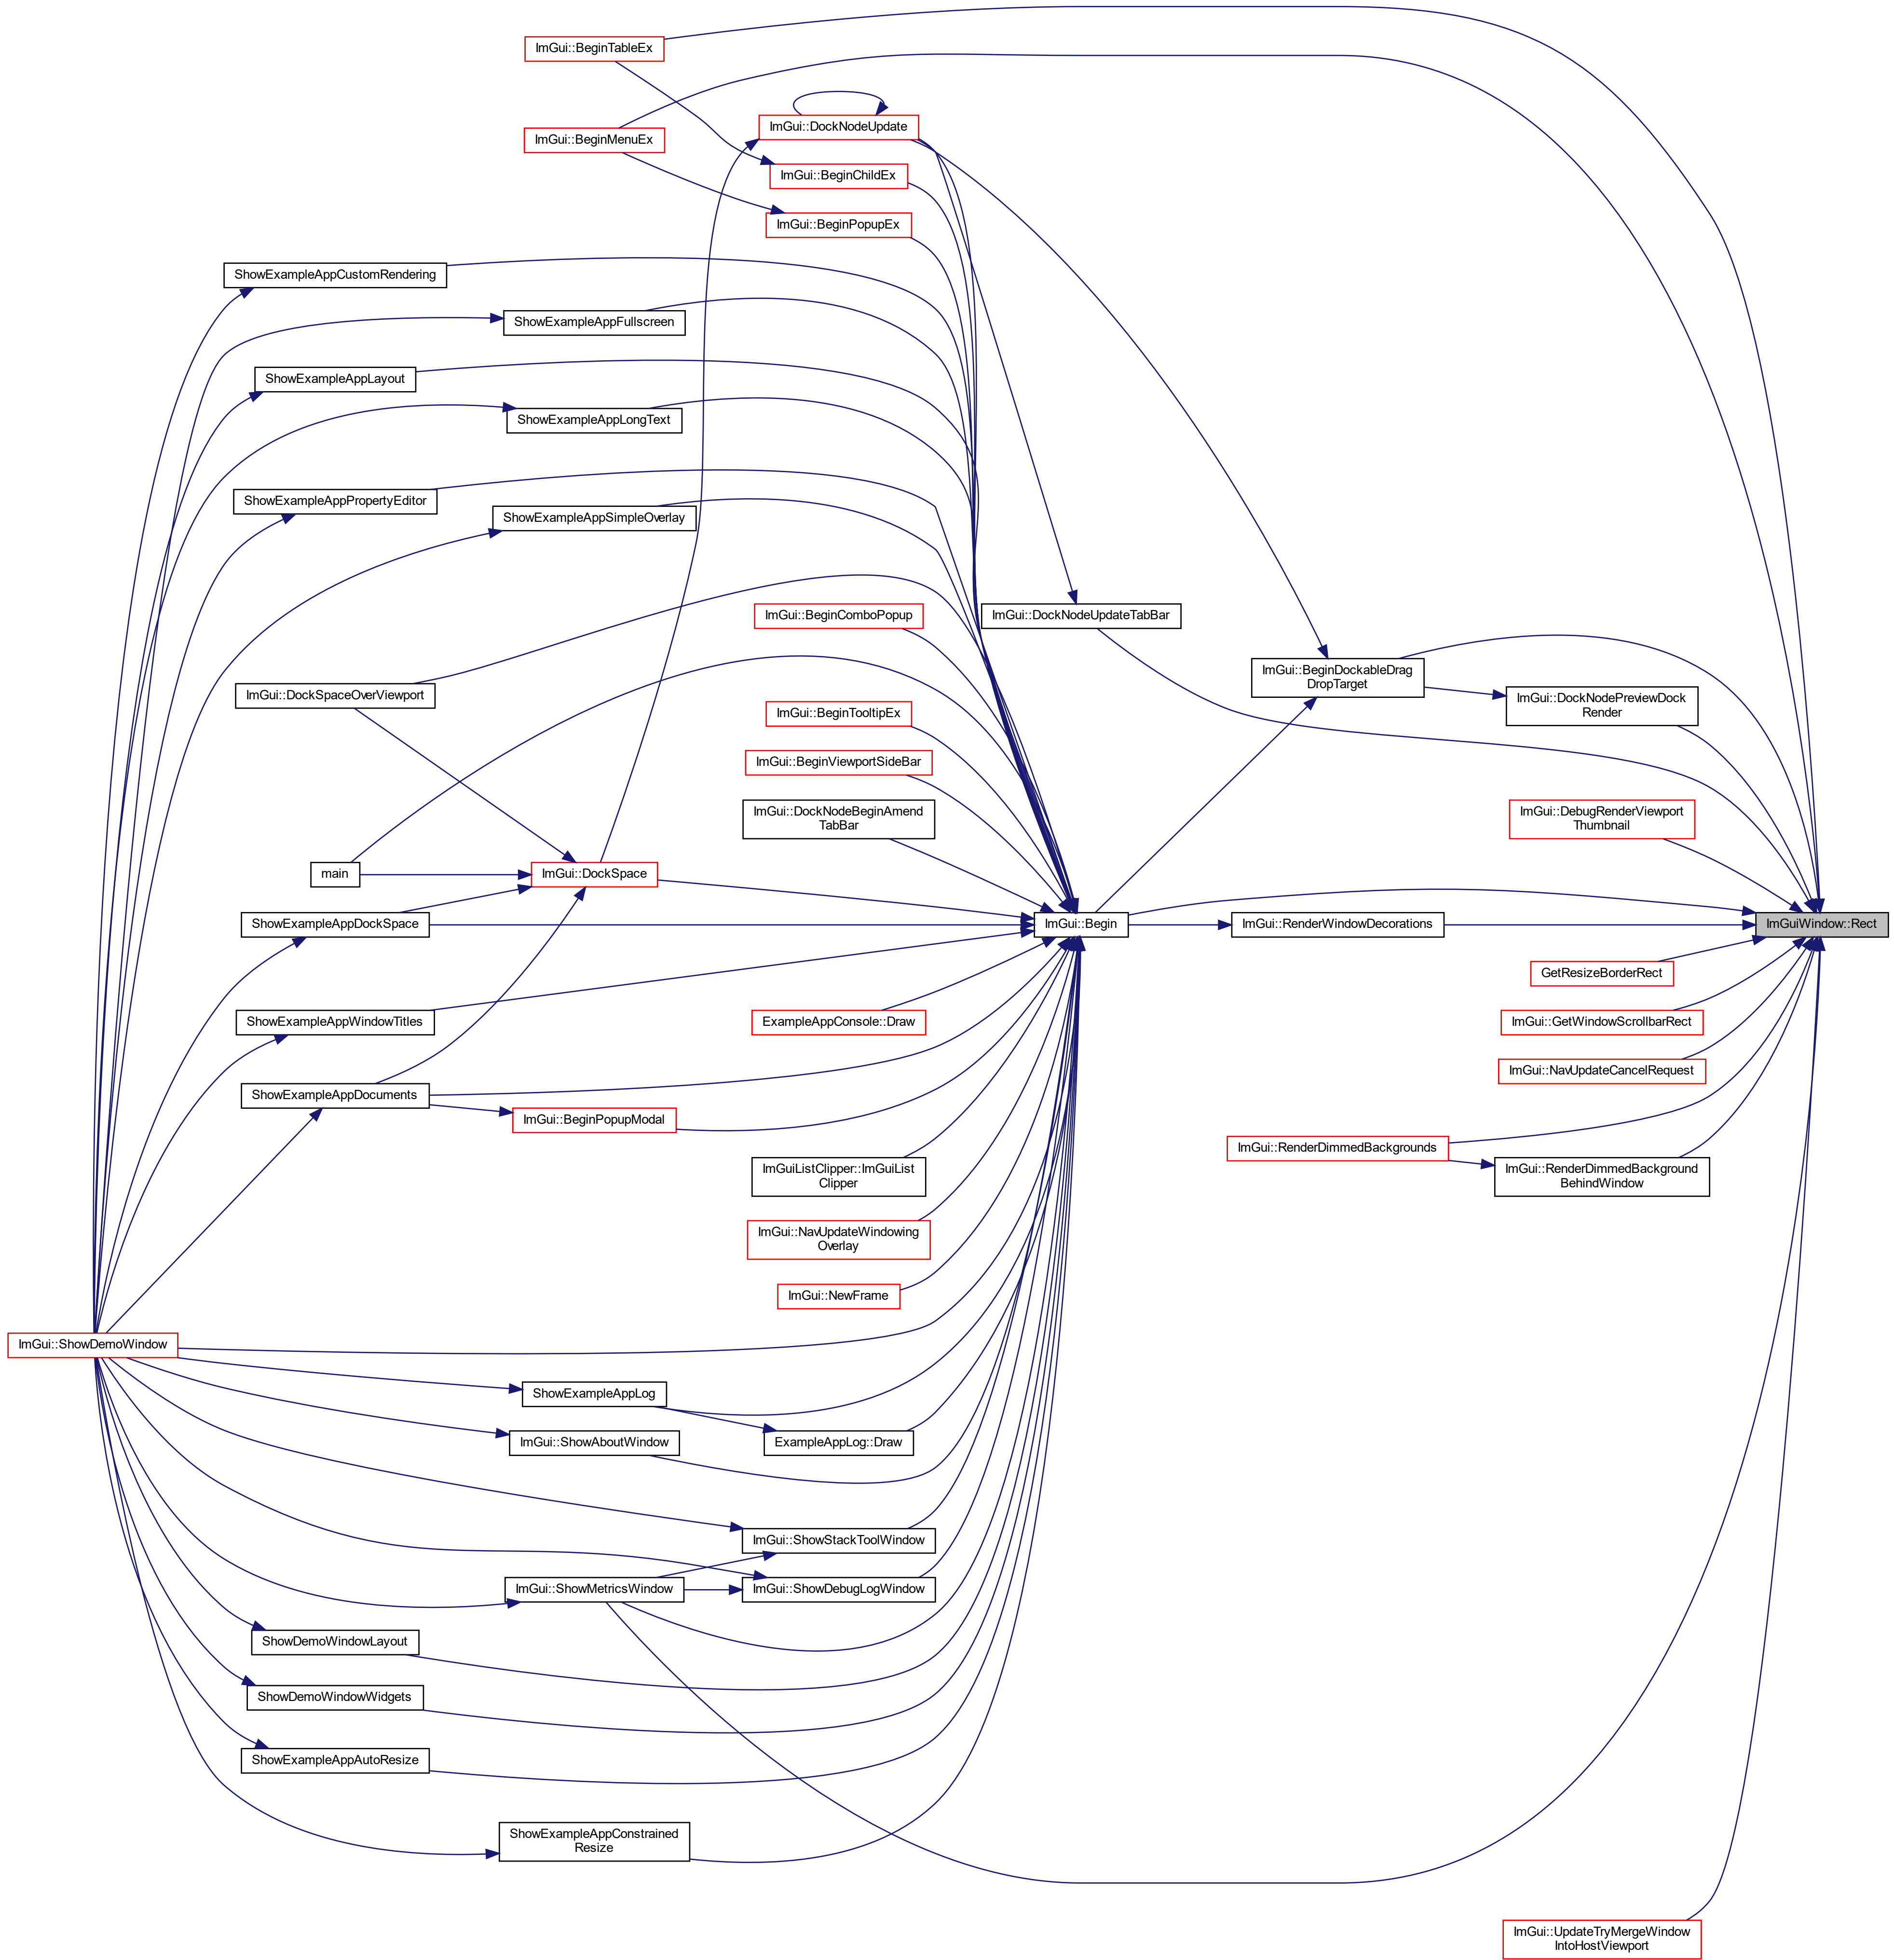 ImGui::BeginTableEx
ImGui::DockNodeUpdate
ImGui::BeginMenuEx
ImGui::BeginChildEx
ImGui::BeginPopupEx
ShowExampleAppCustomRendering
ShowExampleAppFullscreen
ShowExampleAppLayout
ShowExampleAppLongText
ShowExampleAppPropertyEditor
ShowExampleAppSimpleOverlay
ImGui::BeginComboPopup
ImGui::DockNodeUpdateTabBar
ImGui::BeginDockableDrag
DropTarget
ImGui::DockSpaceOverViewport
ImGui::DockNodePreviewDock
Render
ImGui::BeginTooltipEx
ImGui::BeginViewportSideBar
ImGui::DockNodeBeginAmend
TabBar
ImGui::DebugRenderViewport
Thumbnail
main
ImGui::DockSpace
ShowExampleAppDockSpace
ImGui::Begin
ImGui::RenderWindowDecorations
ImGuiWindow::Rect
GetResizeBorderRect
ShowExampleAppWindowTitles
ExampleAppConsole::Draw
ImGui::GetWindowScrollbarRect
ImGui::NavUpdateCancelRequest
ShowExampleAppDocuments
ImGui::BeginPopupModal
ImGui::RenderDimmedBackgrounds
ImGuiListClipper::ImGuiList
Clipper
ImGui::RenderDimmedBackground
BehindWindow
ImGui::NavUpdateWindowing
Overlay
ImGui::NewFrame
ImGui::ShowDemoWindow
ShowExampleAppLog
ImGui::ShowAboutWindow
ExampleAppLog::Draw
ImGui::ShowStackToolWindow
ImGui::ShowMetricsWindow
ImGui::ShowDebugLogWindow
ShowDemoWindowLayout
ShowDemoWindowWidgets
ShowExampleAppAutoResize
ShowExampleAppConstrained
Resize
ImGui::UpdateTryMergeWindow
IntoHostViewport